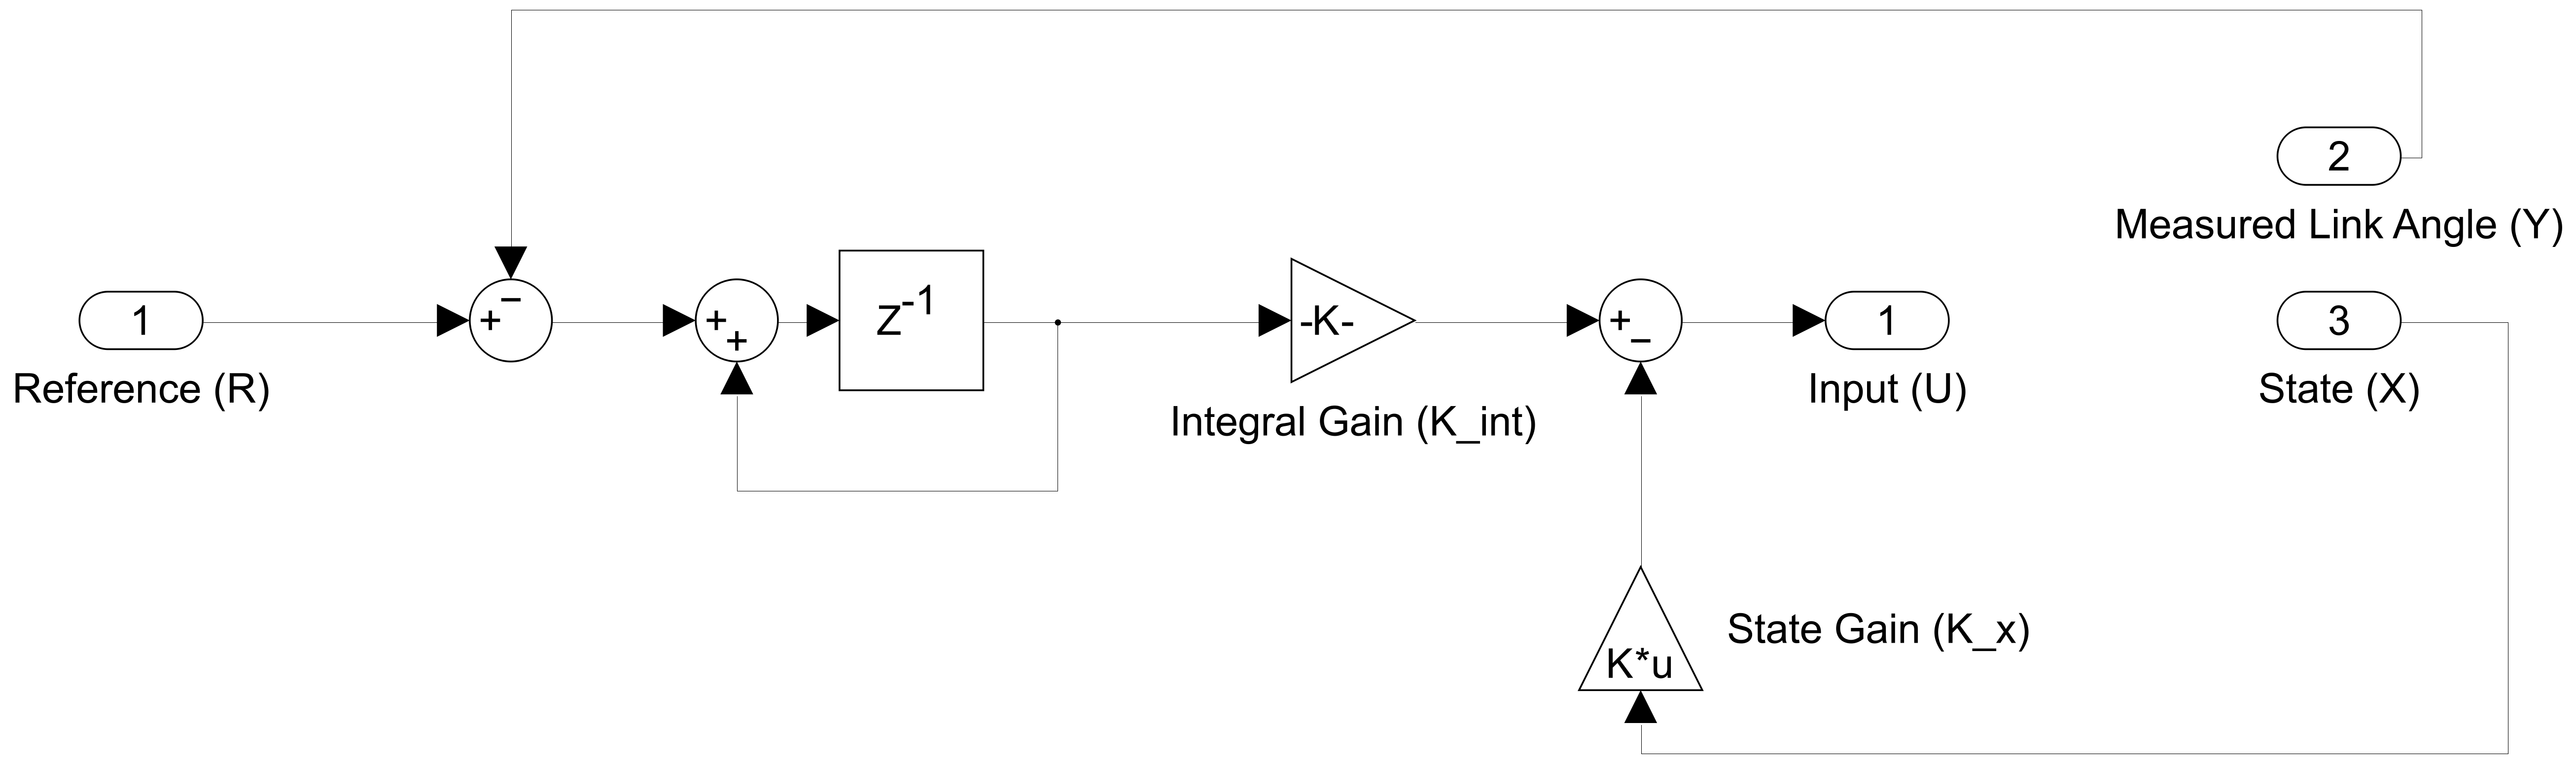 2
Measured Link Angle (Y)
1
Reference (R)
+ −
+ +
Z-1
-K-
Integral Gain (K_int)
+ −
1
Input (U)
3
State (X)
K*u
State Gain (K_x)